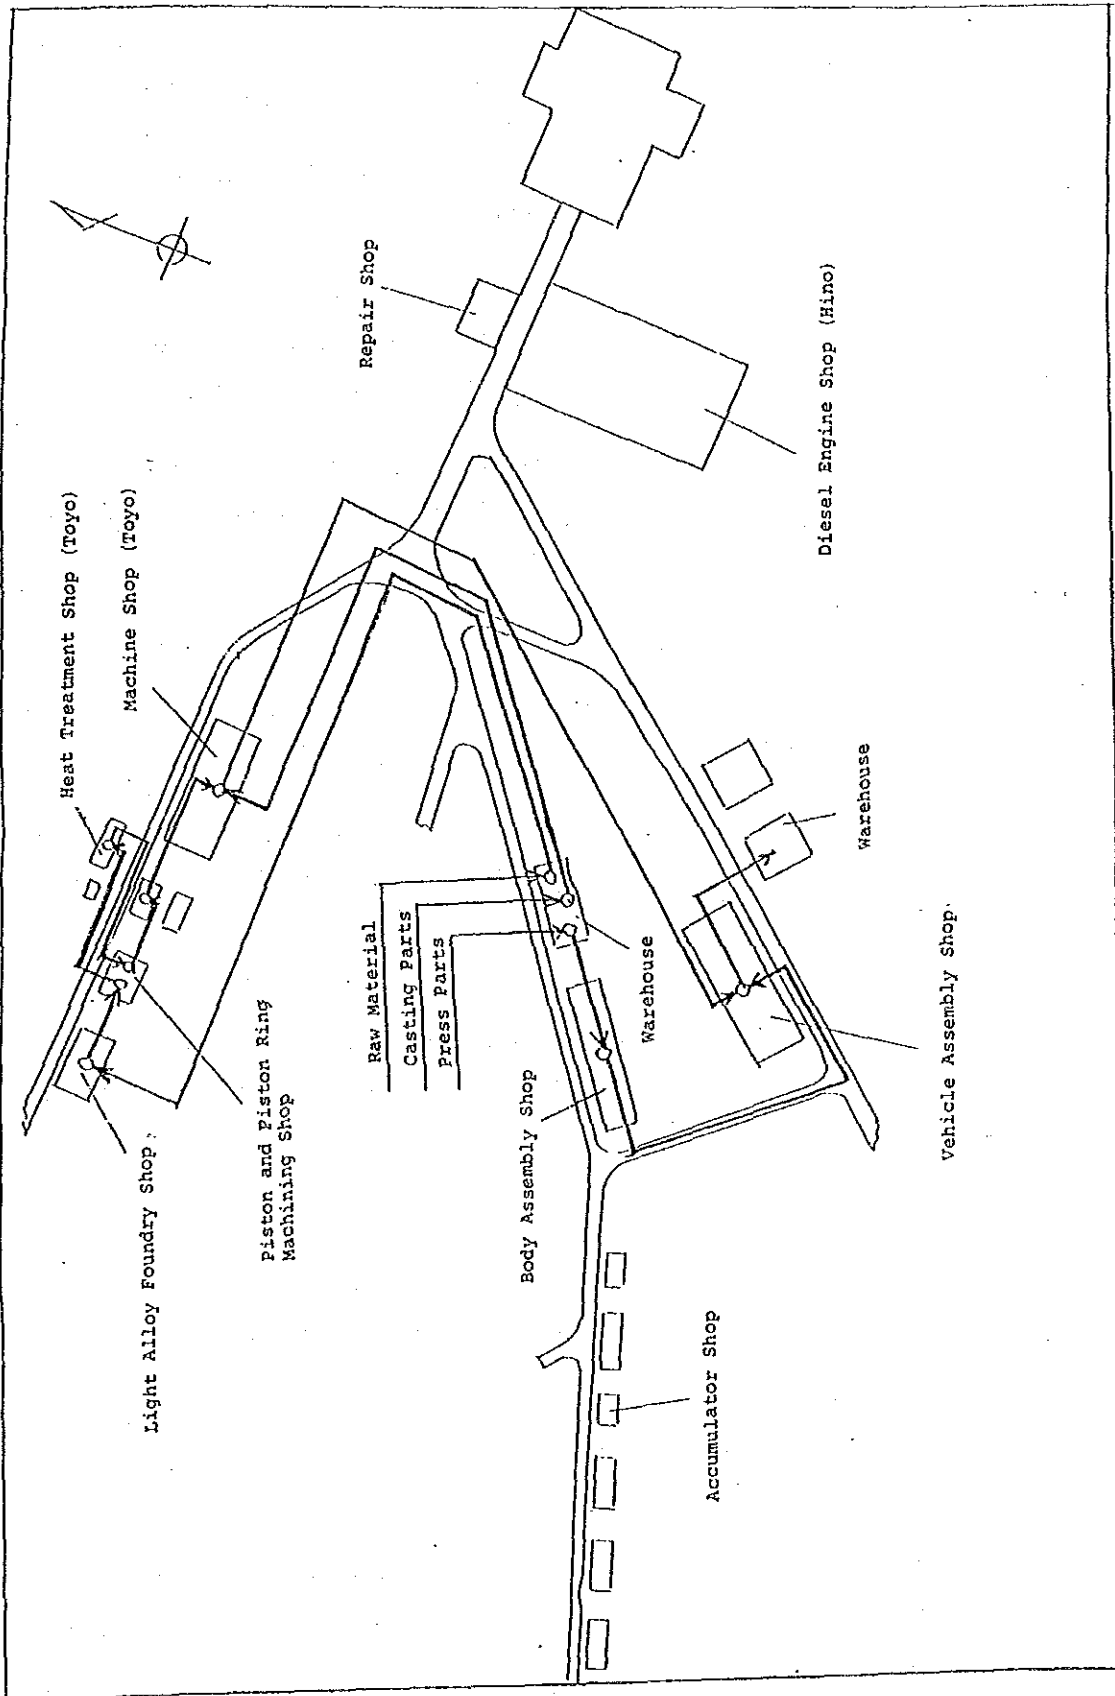 Heat Treatment Shop (Toyo)
Machine Shop (Toyo)
Repair Shop
Light Alloy Foundry Shop
Piston and Piston Ring
Machining Shop
Raw Material
Casting Parts
Press Parts
Body Assembly Shop
Warehouse
Diesel Engine Shop (Hino)
Warehouse
Vehicle Assembly Shop
Accumulator Shop